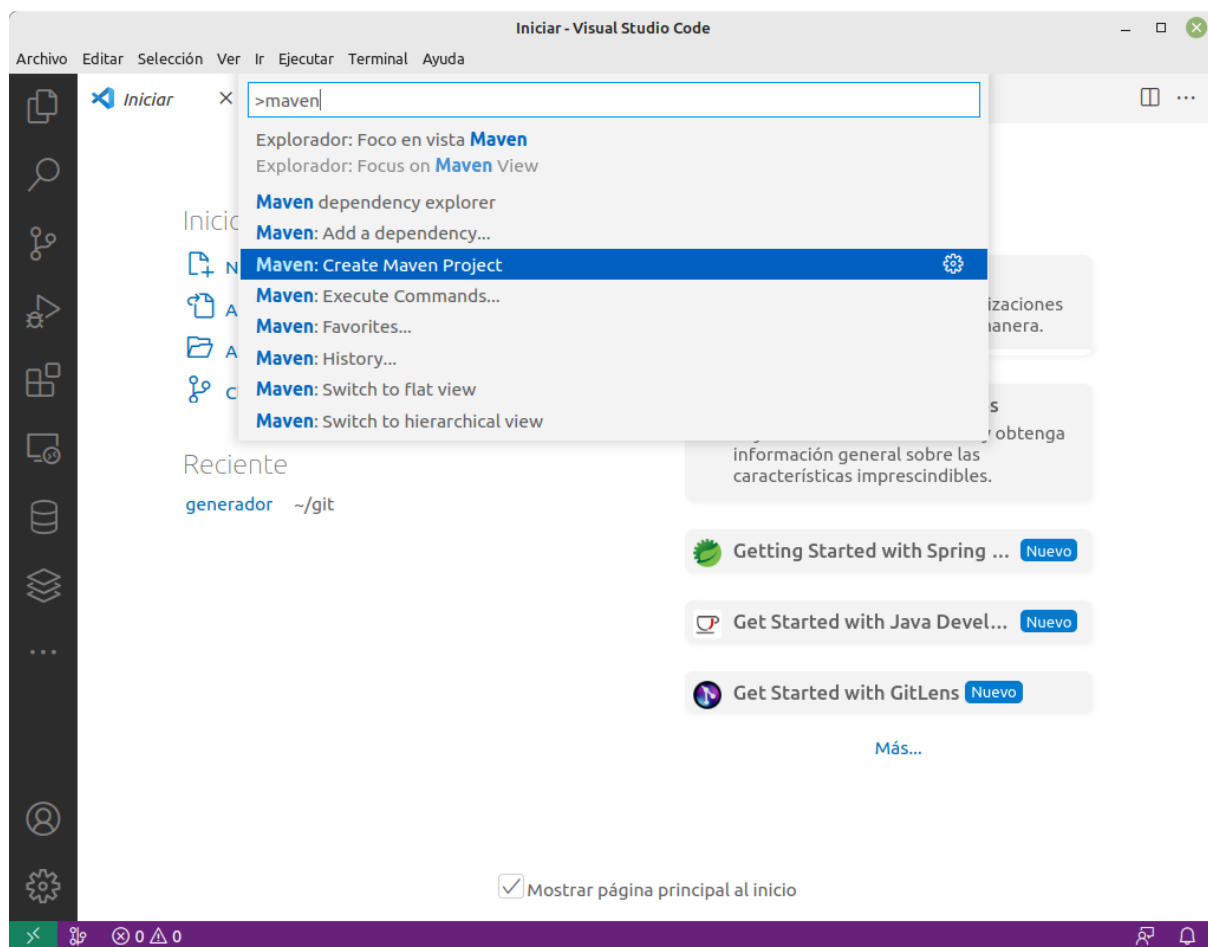 Iniciar - Visual Studio Code
Archivo Editar Selección Ver Ir Ejecutar Terminal Ayuda
Iniciar
>maven
Explorador: Foco en vista Maven
Explorador: Focus on Maven View
Maven dependency explorer
Maven: Add a dependency...
Maven: Create Maven Project
Maven: Execute Commands...
Maven: Favorites...
Maven: History...
Maven: Switch to flat view
Maven: Switch to hierarchical view
Reciente
generador ~/git
obtenga
información general sobre las
características imprescindibles.
Getting Started with Spring ... Nuevo
Get Started with Java Devel... Nuevo
Get Started with GitLens Nuevo
Más...
Mostrar página principal al inicio
0 0